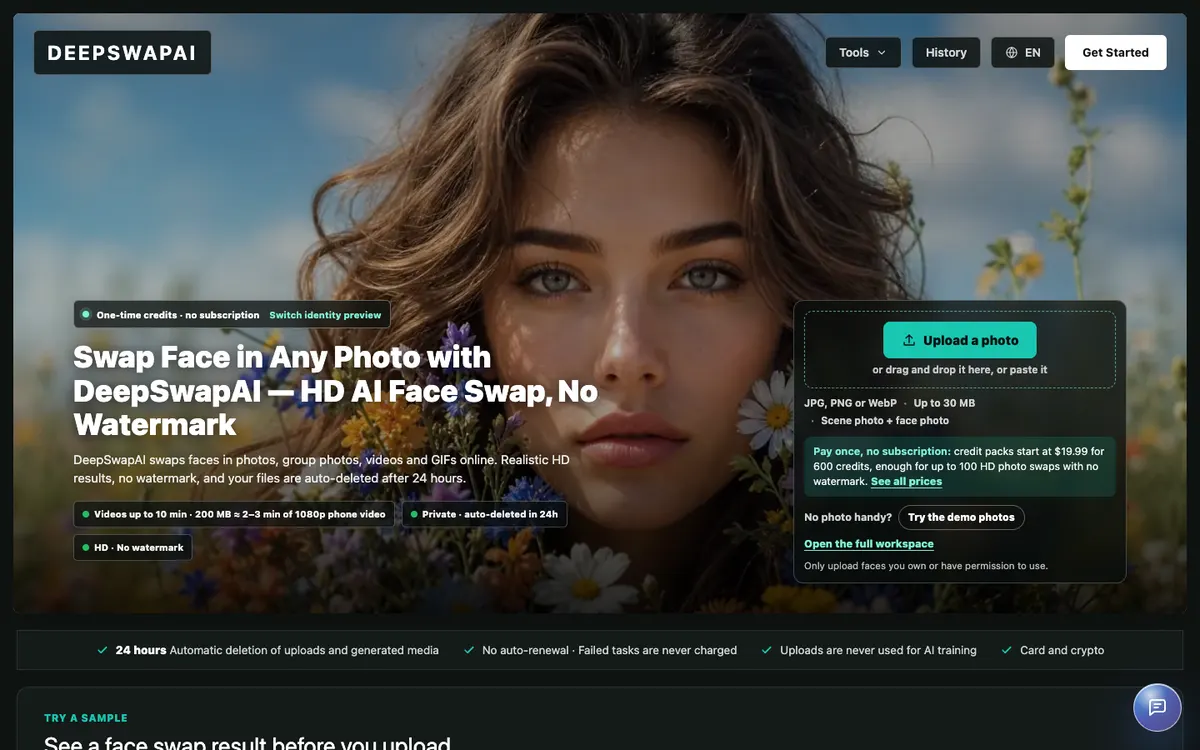 DEEPSWAPAI
Tools
History
EN
Get Started
One-time credits · no subscription Switch identity preview
Swap Face in Any Photo with
DeepSwapAI — HD AI Face Swap, No
Watermark
DeepSwapAI swaps faces in photos, group photos, videos and GIFs online. Realistic HD
results, no watermark, and your files are auto-deleted after 24 hours.
Videos up to 10 min · 200 MB ≈ 2–3 min of 1080p phone video
Private · auto-deleted in 24h
HD · No watermark
Upload a photo
or drag and drop it here, or paste it
JPG, PNG or WebP · Up to 30 MB
· Scene photo + face photo
Pay once, no subscription: credit packs start at $19.99 for
600 credits, enough for up to 100 HD photo swaps with no
watermark. See all prices
No photo handy? Try the demo photos
Open the full workspace
Only upload faces you own or have permission to use.
24 hours Automatic deletion of uploads and generated media
No auto-renewal · Failed tasks are never charged
Uploads are never used for AI training
Card and crypto
TRY A SAMPLE
See a face swap result before you upload